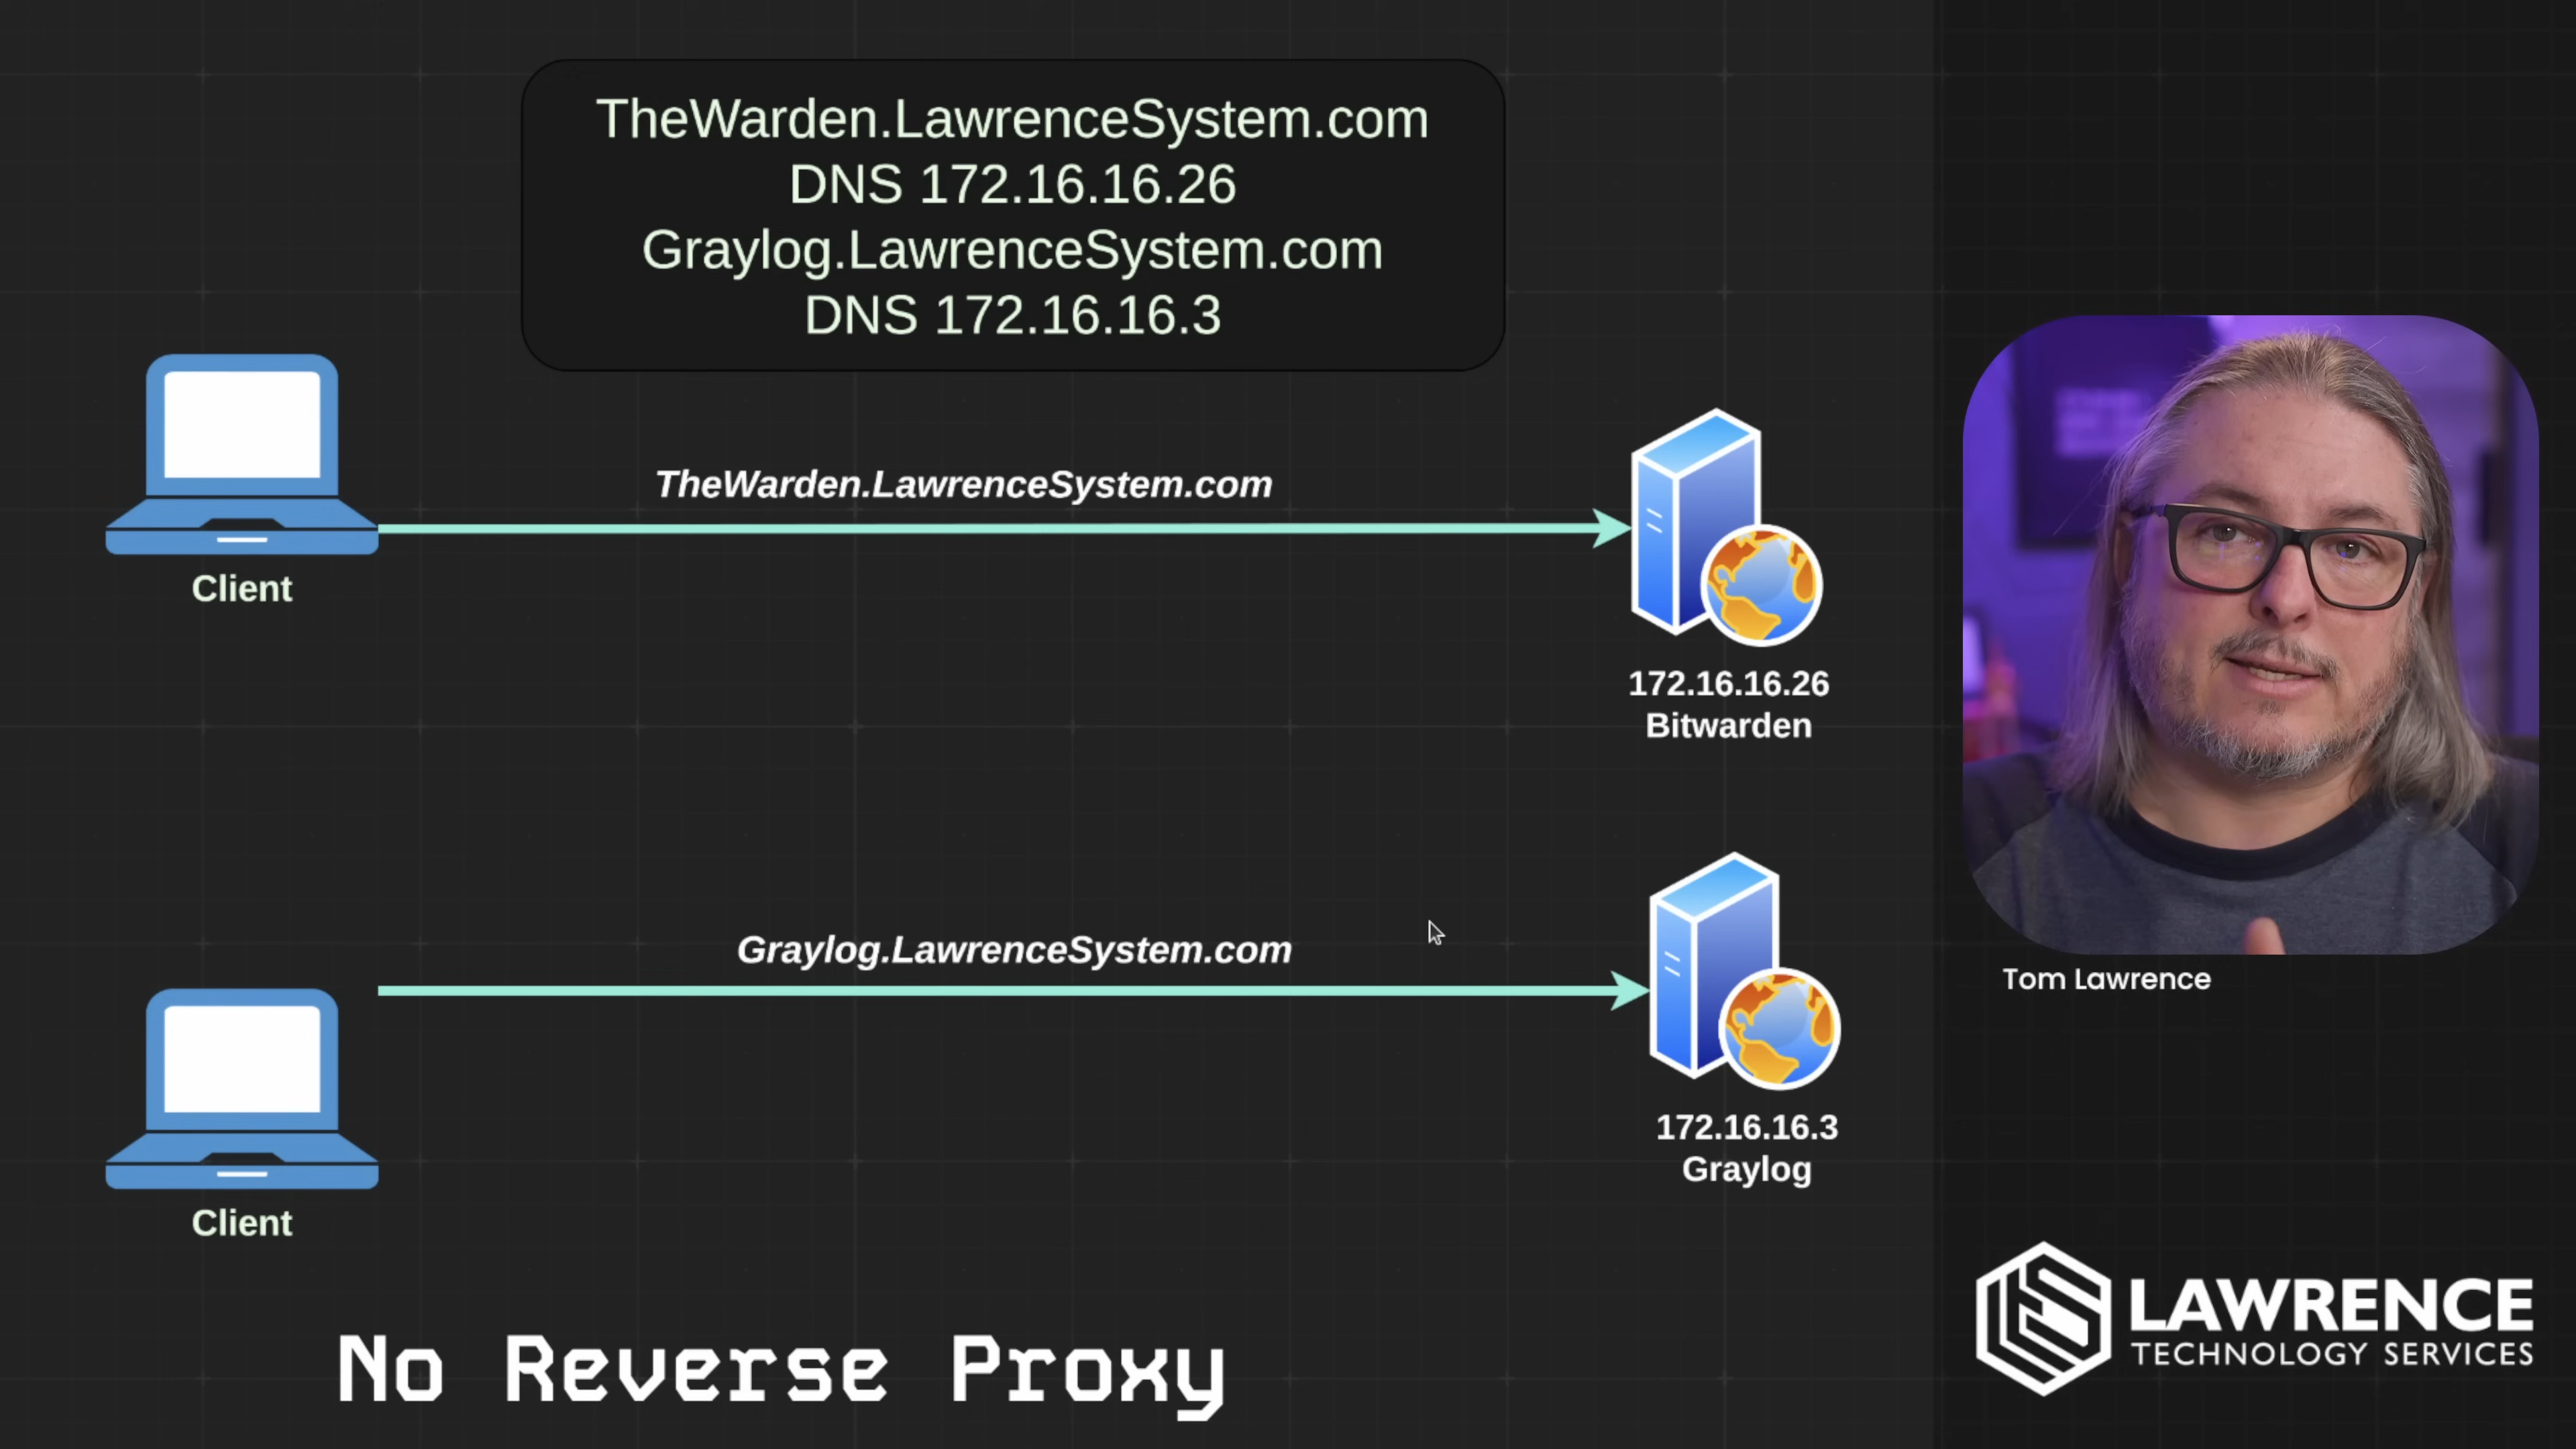 TheWarden.LawrenceSystem.com
DNS 172.16.16.26
Graylog.LawrenceSystem.com
DNS 172.16.16.3
TheWarden.LawrenceSystem.com
Client
172.16.16.26
Bitwarden
Graylog.LawrenceSystem.com
Tom Lawrence
172.16.16.3
Graylog
Client
No Reverse Proxy
LAWRENCE
TECHNOLOGY SERVICES